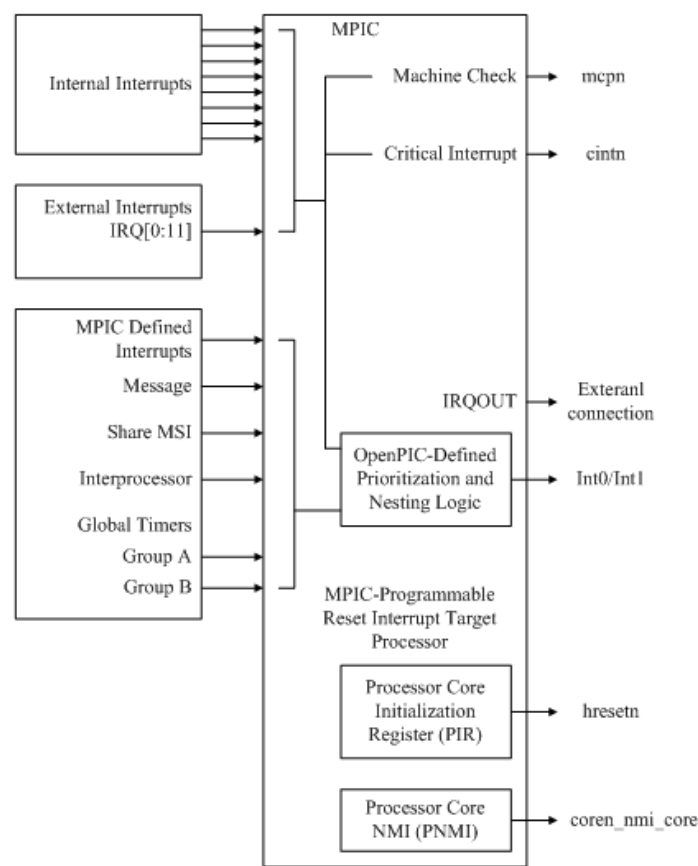 MPIC
Internal Interrupts
Machine Check
mcpn
Critical Interrupt
cintn
External Interrupts
IRQ[0:11]
MPIC Defined
Interrupts
Message
Share MSI
Interprocessor
Global Timers
Group A
Group B
IRQOUT
Exteranl
connection
OpenPIC-Defined
Prioritization and
Nesting Logic
Int0/Int1
MPIC-Programmable
Reset Interrupt Target
Processor
Processor Core
Initialization
Register (PIR)
hresetn
Processor Core
NMI (PNMI)
coren_nmi_core